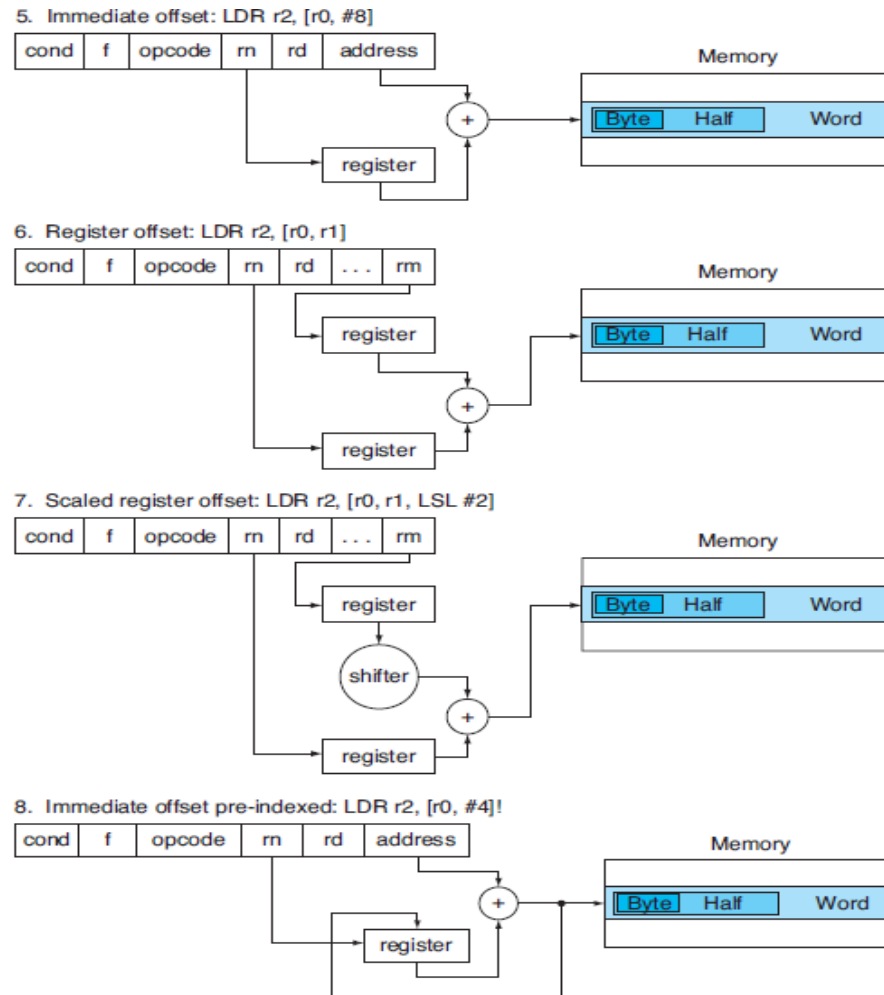 5. Immediate offset: LDR r2, [r0, #8]
cond f opcode rn rd address
Memory
Byte Half Word
+
register
6. Register offset: LDR r2, [r0, r1]
cond f opcode rn rd ... rm
Memory
register
Byte Half Word
+
register
7. Scaled register offset: LDR r2, [r0, r1, LSL #2]
cond f opcode rn rd ... rm
Memory
register
Byte Half Word
shifter
+
register
8. Immediate offset pre-indexed: LDR r2, [r0, #4]!
cond f opcode rn rd address
Memory
+
Byte Half Word
register